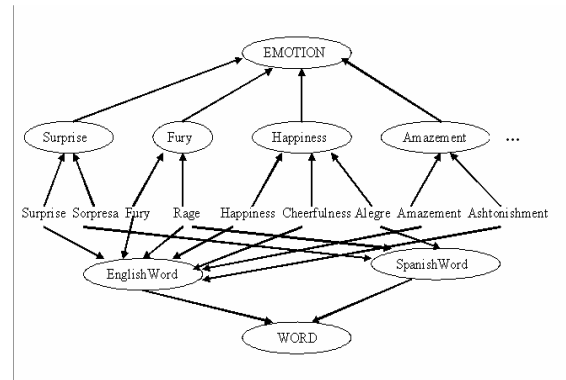 EMOTION
Surprise Fury Happiness Amazement ...
Surprise Sorpresa Fury Rage Happiness Cheerfulness Alegre Amazement Ashtonishment
EnglishWord SpanishWord
WORD